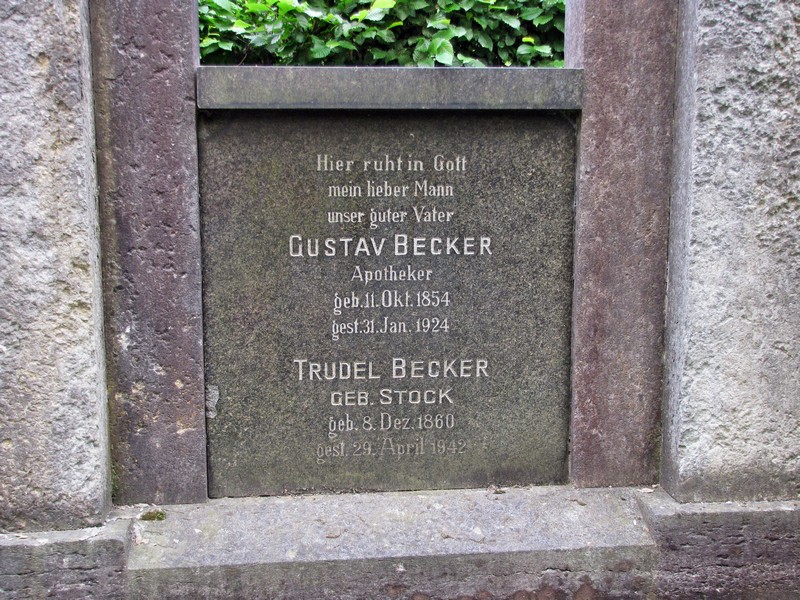 Hier ruht in Gott
mein lieber Mann
unser guter Vater
GUSTAV BECKER
Apotheker
geb. 11. Okt. 1854
gest. 31. Jan. 1924
TRUDEL BECKER
GEB. STOCK
geb. 8. Dez. 1860
gest. 29. April 1942